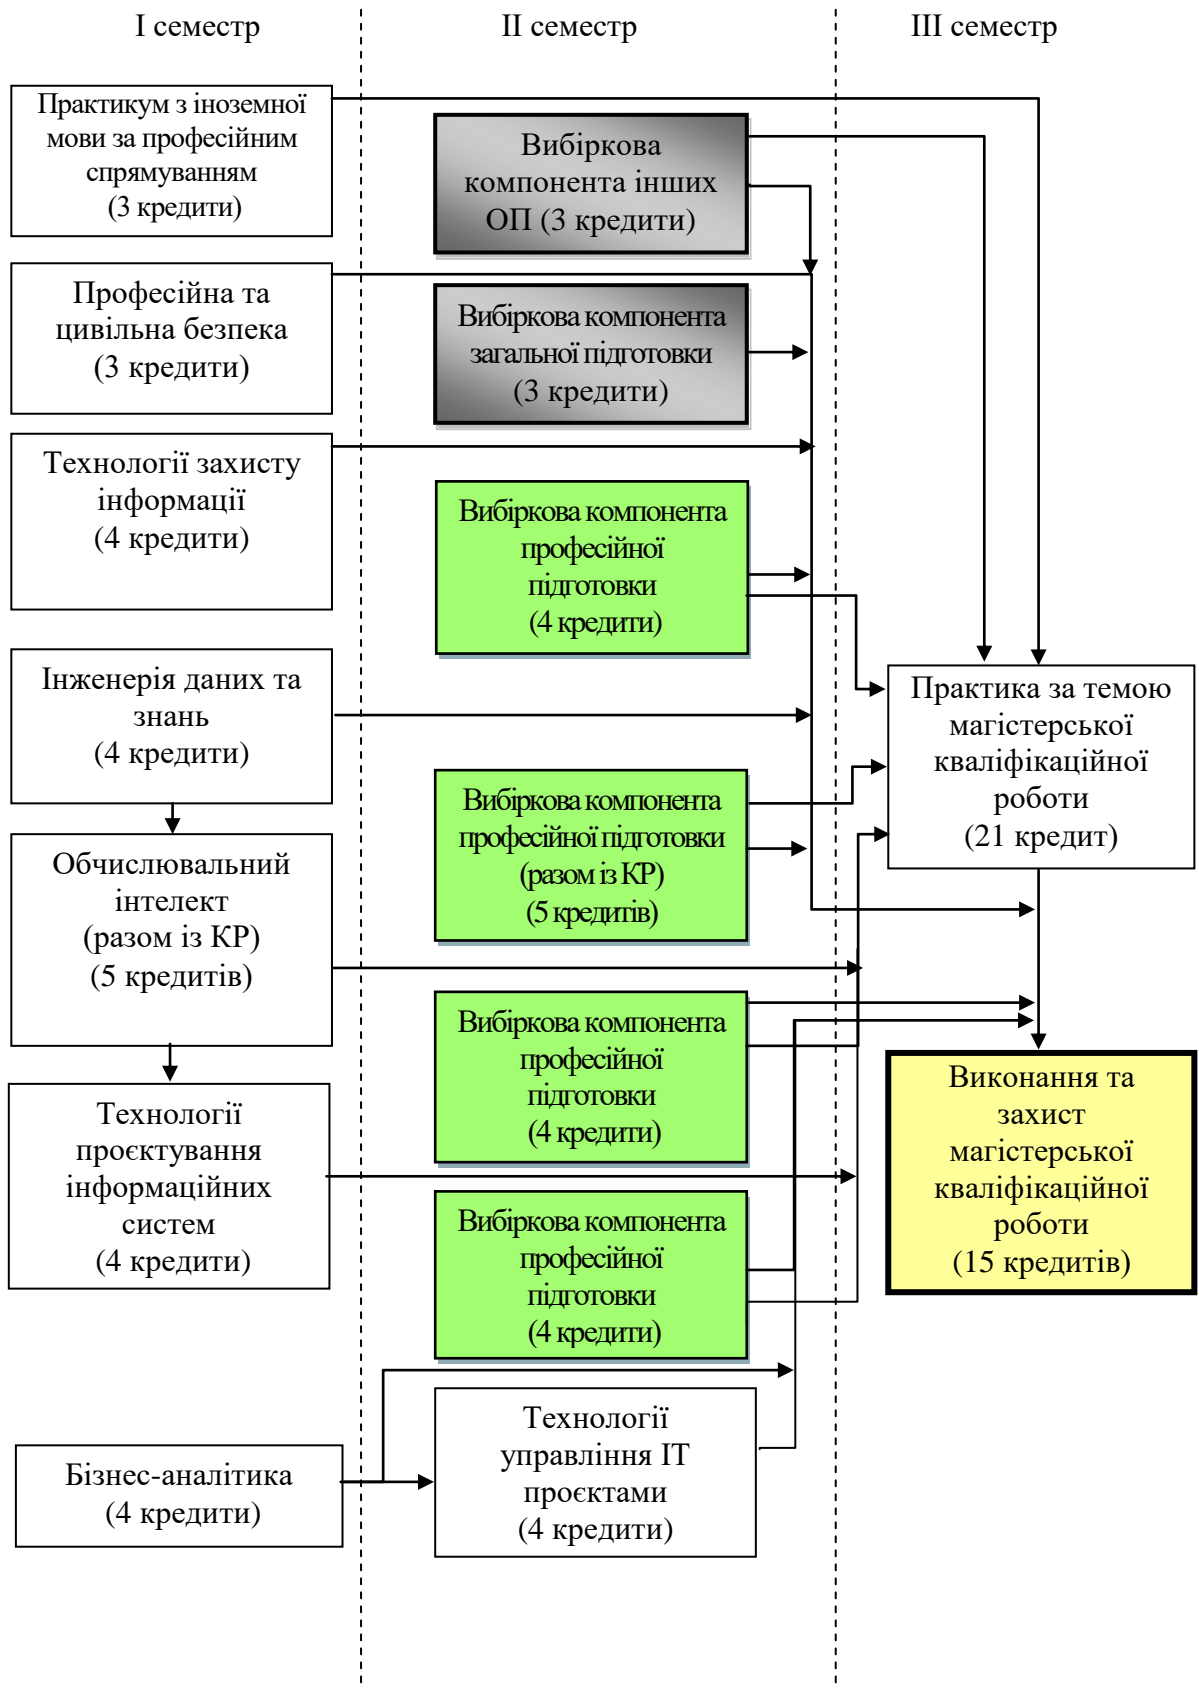 I семестр
II семестр
III семестр
Практикум з іноземної
мови за професійним
спрямуванням
(3 кредити)
Професійна та
цивільна безпека
(3 кредити)
Технології захисту
інформації
(4 кредити)
Інженерія даних та
знань
(4 кредити)
Обчислювальний
інтелект
(разом із КР)
(5 кредитів)
Технології
проєктування
інформаційних
систем
(4 кредити)
Бізнес-аналітика
(4 кредити)
Вибіркова
компонента інших
ОП (3 кредити)
Вибіркова компонента
загальної підготовки
(3 кредити)
Вибіркова компонента
професійної
підготовки
(4 кредити)
Вибіркова компонента
професійної підготовки
(разом із КР)
(5 кредитів)
Вибіркова компонента
професійної
підготовки
(4 кредити)
Вибіркова компонента
професійної
підготовки
(4 кредити)
Технології
управління ІТ
проєктами
(4 кредити)
Практика за темою
магістерської
кваліфікаційної
роботи
(21 кредит)
Виконання та
захист
магістерської
кваліфікаційної
роботи
(15 кредитів)